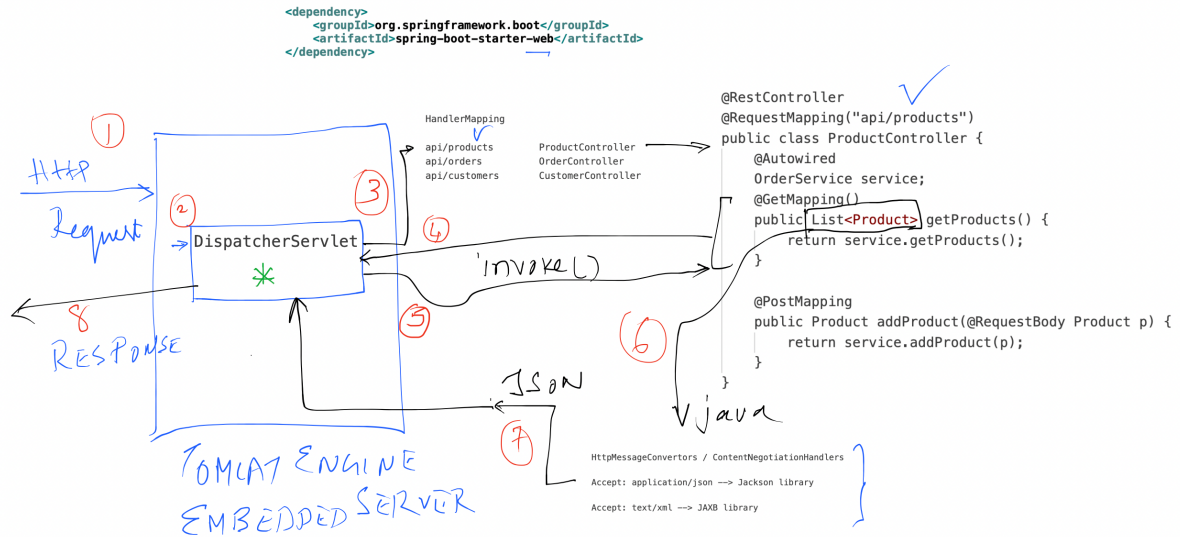 <dependency>
<groupId>org.springframework.boot</groupId>
<artifactId>spring-boot-starter-web</artifactId>
</dependency>
1
HTTP
Request
2
3
DispatcherServlet
*
8
RESPONSE
TOMCAT ENGINE
EMBEDDED SERVER
HandlerMapping
api/products ProductController
api/orders OrderController
api/customers CustomerController
4
invoke()
5
6
JSON
7
java
@RestController
@RequestMapping("api/products")
public class ProductController {
@Autowired
OrderService service;
@GetMapping()
public List<Product> getProducts() {
return service.getProducts();
}
@PostMapping
public Product addProduct(@RequestBody Product p) {
return service.addProduct(p);
}
}
HttpMessageConvertors / ContentNegotiationHandlers
Accept: application/json --> Jackson library
Accept: text/xml --> JAXB library